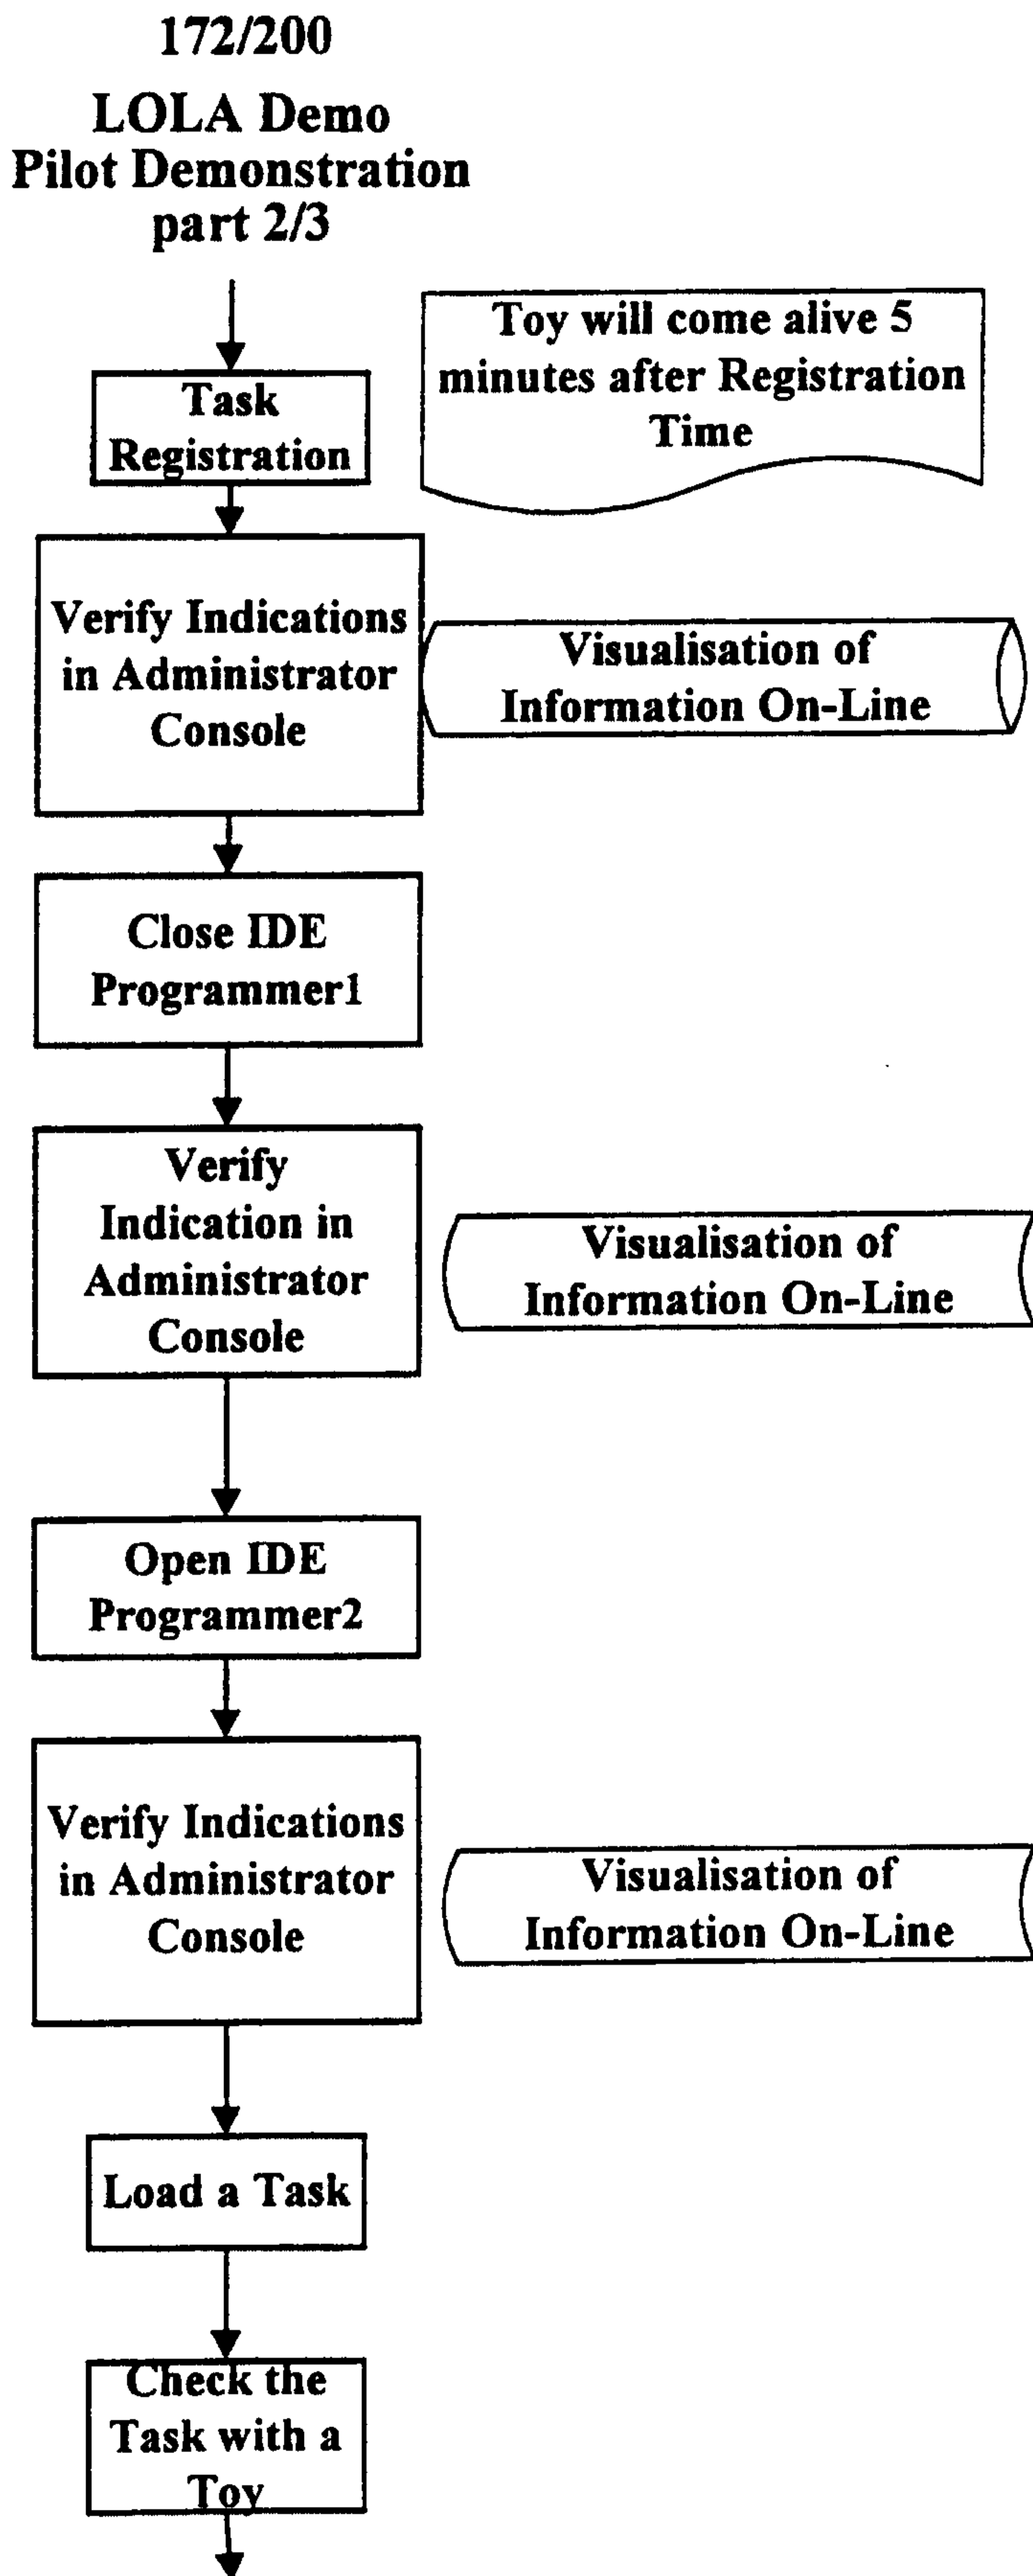 172/200
LOLA Demo
Pilot Demonstration
part 2/3
Task
Registration
Toy will come alive 5
minutes after Registration
Time
Verify Indications
in Administrator
Console
Visualisation of
Information On-Line
Close IDE
Programmer1
Verify
Indication in
Administrator
Console
Visualisation of
Information On-Line
Open IDE
Programmer2
Verify Indications
in Administrator
Console
Visualisation of
Information On-Line
Load a Task
Check the
Task with a
Toy